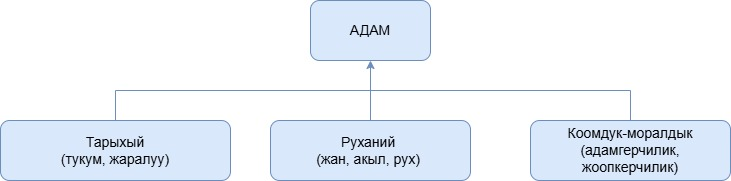 АДАМ
Тарыхый
(тукум, жаралуу)
Руханий
(жан, акыл, рух)
Коомдук-моралдык
(адамгерчилик,
жоопкерчилик)